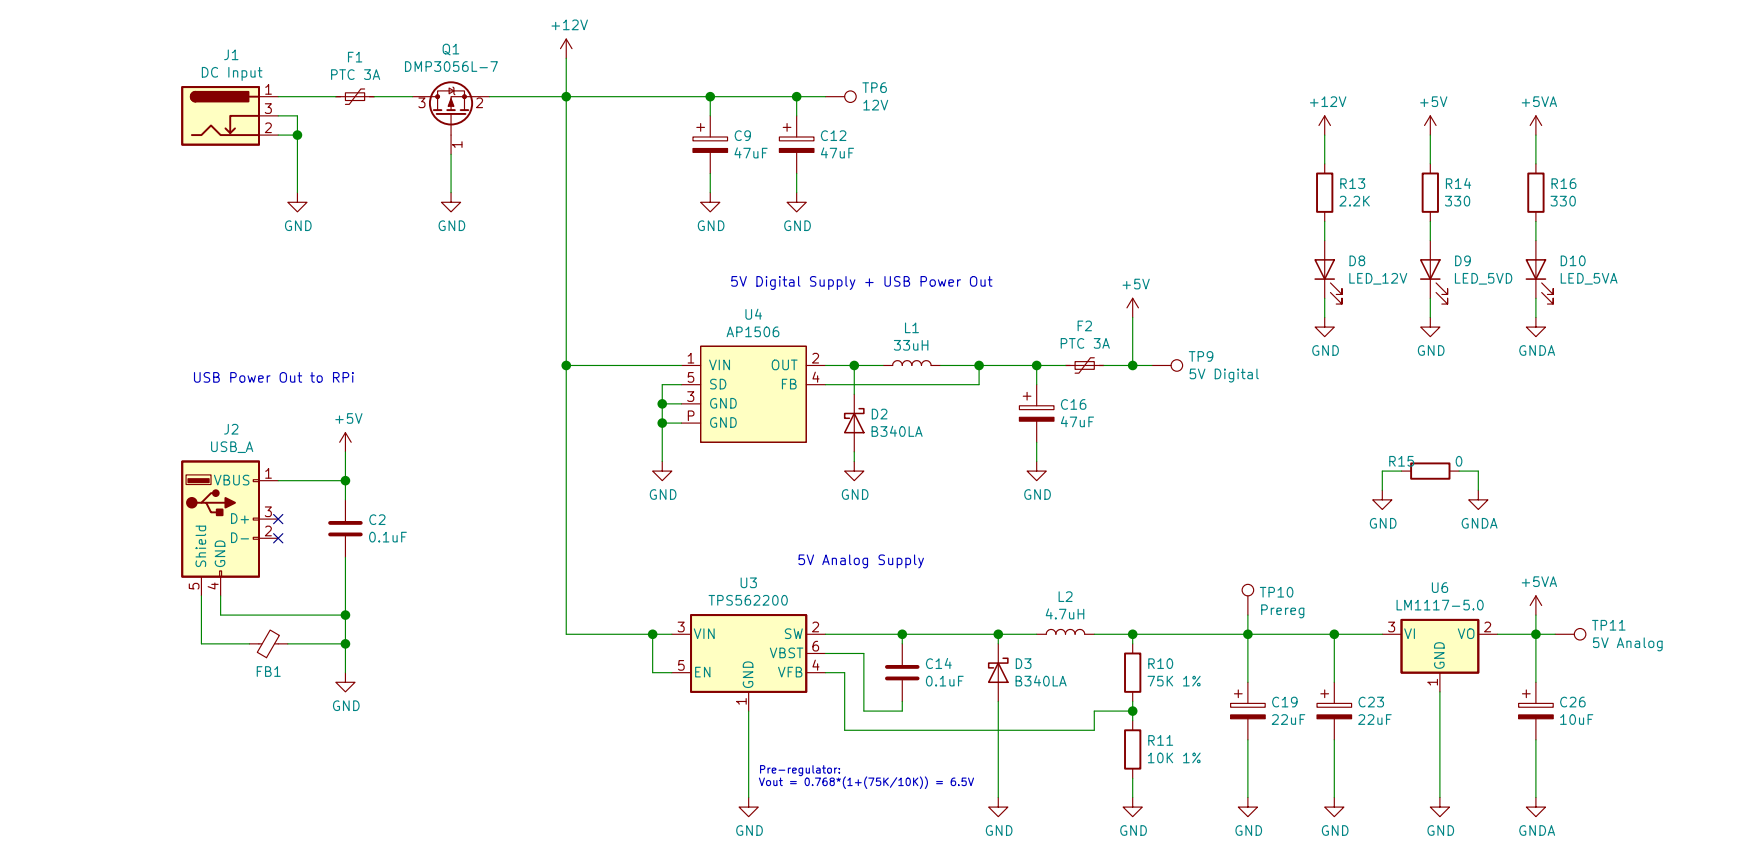 +12V
J1
DC Input
1
3
2
GND
F1
PTC 3A
Q1
DMP3056L-7
3
2
1
GND
C9
47uF
GND
C12
47uF
GND
TP6
12V
+12V
R13
2.2K
D8
LED_12V
GND
+5V
R14
330
D9
LED_5VD
GND
+5VA
R16
330
D10
LED_5VA
GNDA
5V Digital Supply + USB Power Out
U4
AP1506
1
VIN
OUT
2
5
SD
FB
4
3
GND
P
GND
GND
L1
33uH
D2
B340LA
GND
C16
47uF
GND
F2
PTC 3A
+5V
TP9
5V Digital
USB Power Out to RPi
+5V
J2
USB_A
VBUS
1
D+
3
D-
2
Shield
GND
5
4
C2
0.1uF
FB1
GND
R15
0
GND
GNDA
5V Analog Supply
U3
TPS562200
3
VIN
SW
2
VBST
6
5
EN
VFB
4
GND
1
GND
C14
0.1uF
D3
B340LA
GND
L2
4.7uH
R10
75K 1%
R11
10K 1%
GND
Pre-regulator:
Vout = 0.768*(1+(75K/10K)) = 6.5V
TP10
Prereg
C19
22uF
GND
C23
22uF
GND
U6
LM1117-5.0
3
VI
VO
2
GND
1
GND
+5VA
TP11
5V Analog
C26
10uF
GNDA